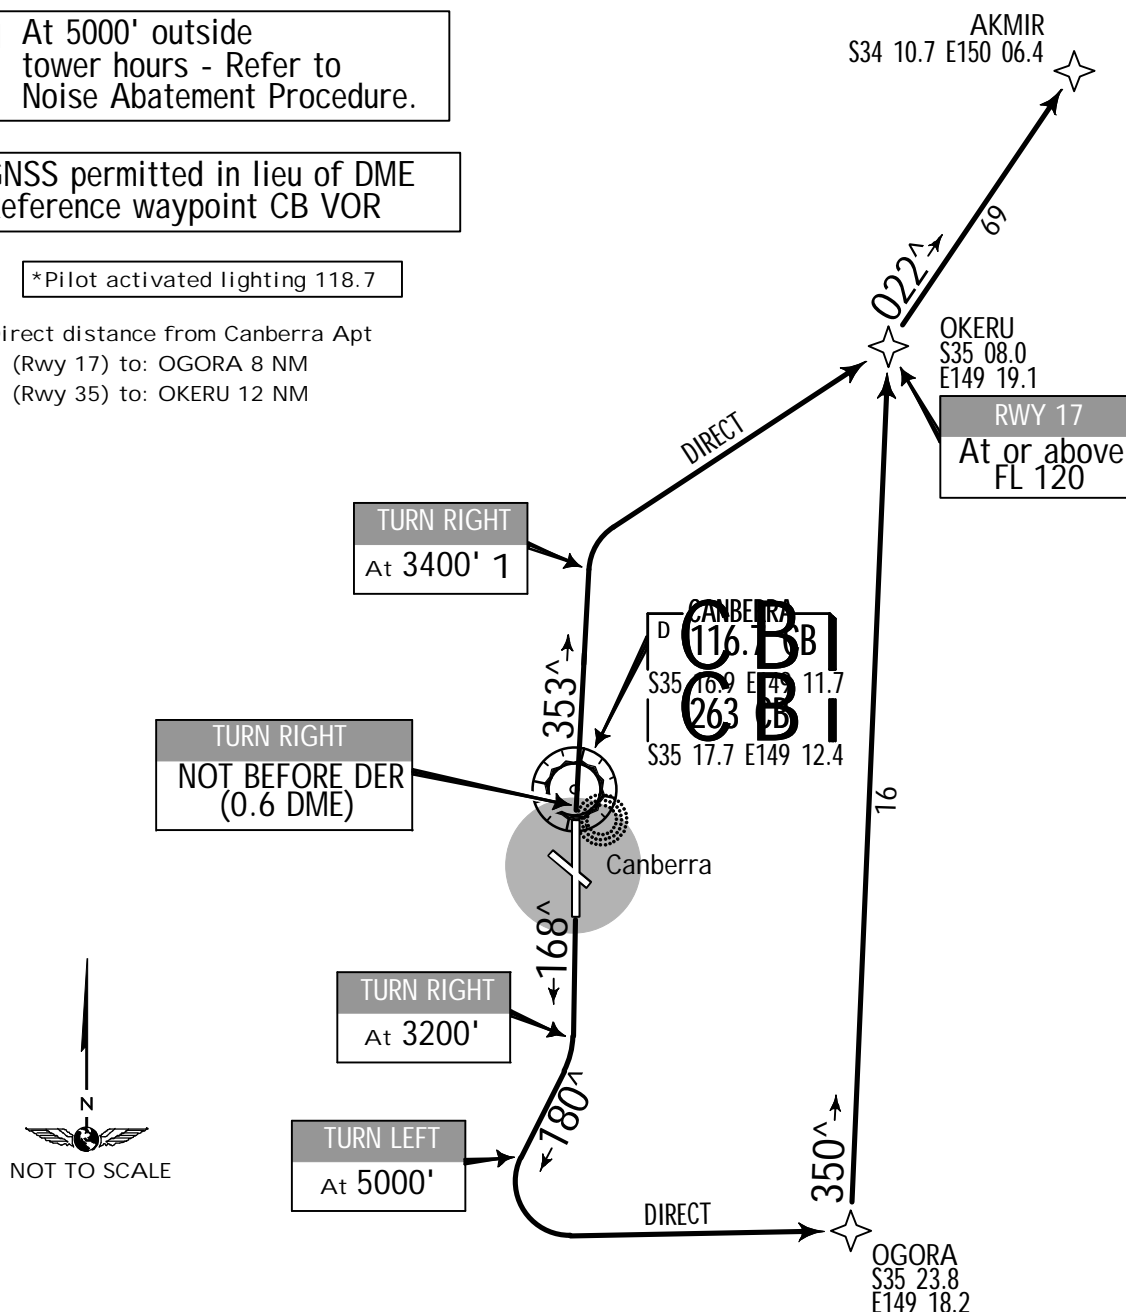 At 5000' outside
tower hours - Refer to
Noise Abatement Procedure.
GNSS permitted in lieu of DME
reference waypoint CB VOR
*Pilot activated lighting 118.7
Direct distance from Canberra Apt
(Rwy 17) to: OGORA 8 NM
(Rwy 35) to: OKERU 12 NM
AKMIR
S34 10.7 E150 06.4
69
022^
OKERU
S35 08.0
E149 19.1
RWY 17
At or above
FL 120
DIRECT
TURN RIGHT
At 3400' 1
353^
CANBERRA
D 116.7 CB
C B
S35 16.9 E149 11.7
263 CB
C B
S35 17.7 E149 12.4
TURN RIGHT
NOT BEFORE DER
(0.6 DME)
16
Canberra
168^
TURN RIGHT
At 3200'
180^
TURN LEFT
At 5000'
350^
DIRECT
OGORA
S35 23.8
E149 18.2
N
NOT TO SCALE